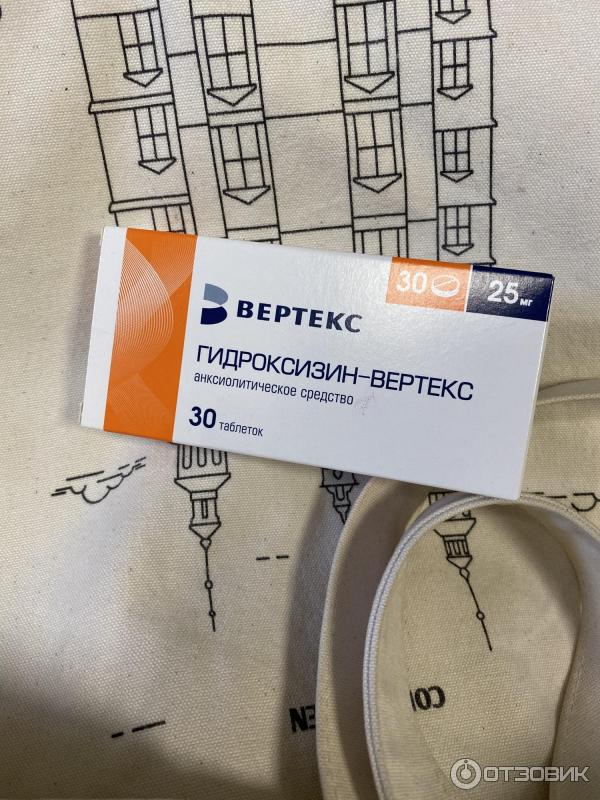 30
25 мг
ВЕРТЕКС
ГИДРОКСИЗИН-ВЕРТЕКС
анксиолитическое средство
30 таблеток
ОТЗОВИК